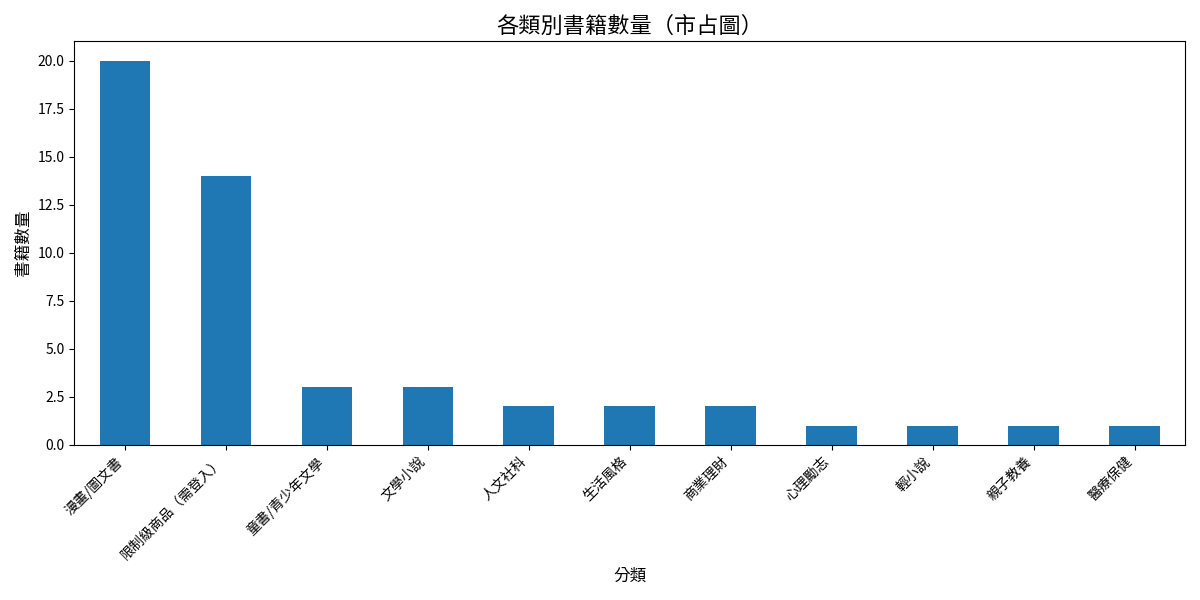 各類別書籍數量（市占圖）
書籍數量
20.0
17.5
15.0
12.5
10.0
7.5
5.0
2.5
0.0
漫畫/圖文書
限制級商品（需登入）
童書/青少年文學
文學小說
人文社科
生活風格
商業理財
心理勵志
輕小說
親子教養
醫療保健
分類